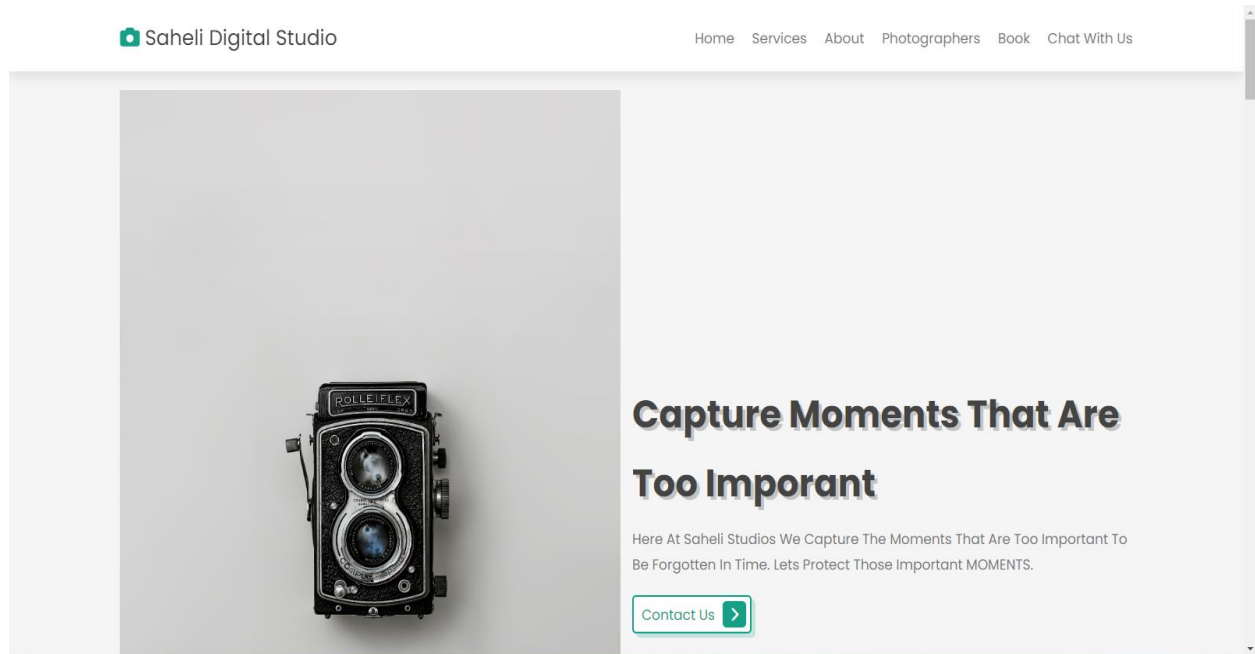 Saheli Digital Studio
Home Services About Photographers Book Chat With Us
ROLLEIFLEX
Capture Moments That Are
Too Imporant
Here At Saheli Studios We Capture The Moments That Are Too Important To
Be Forgotten In Time. Lets Protect Those Important MOMENTS.
Contact Us